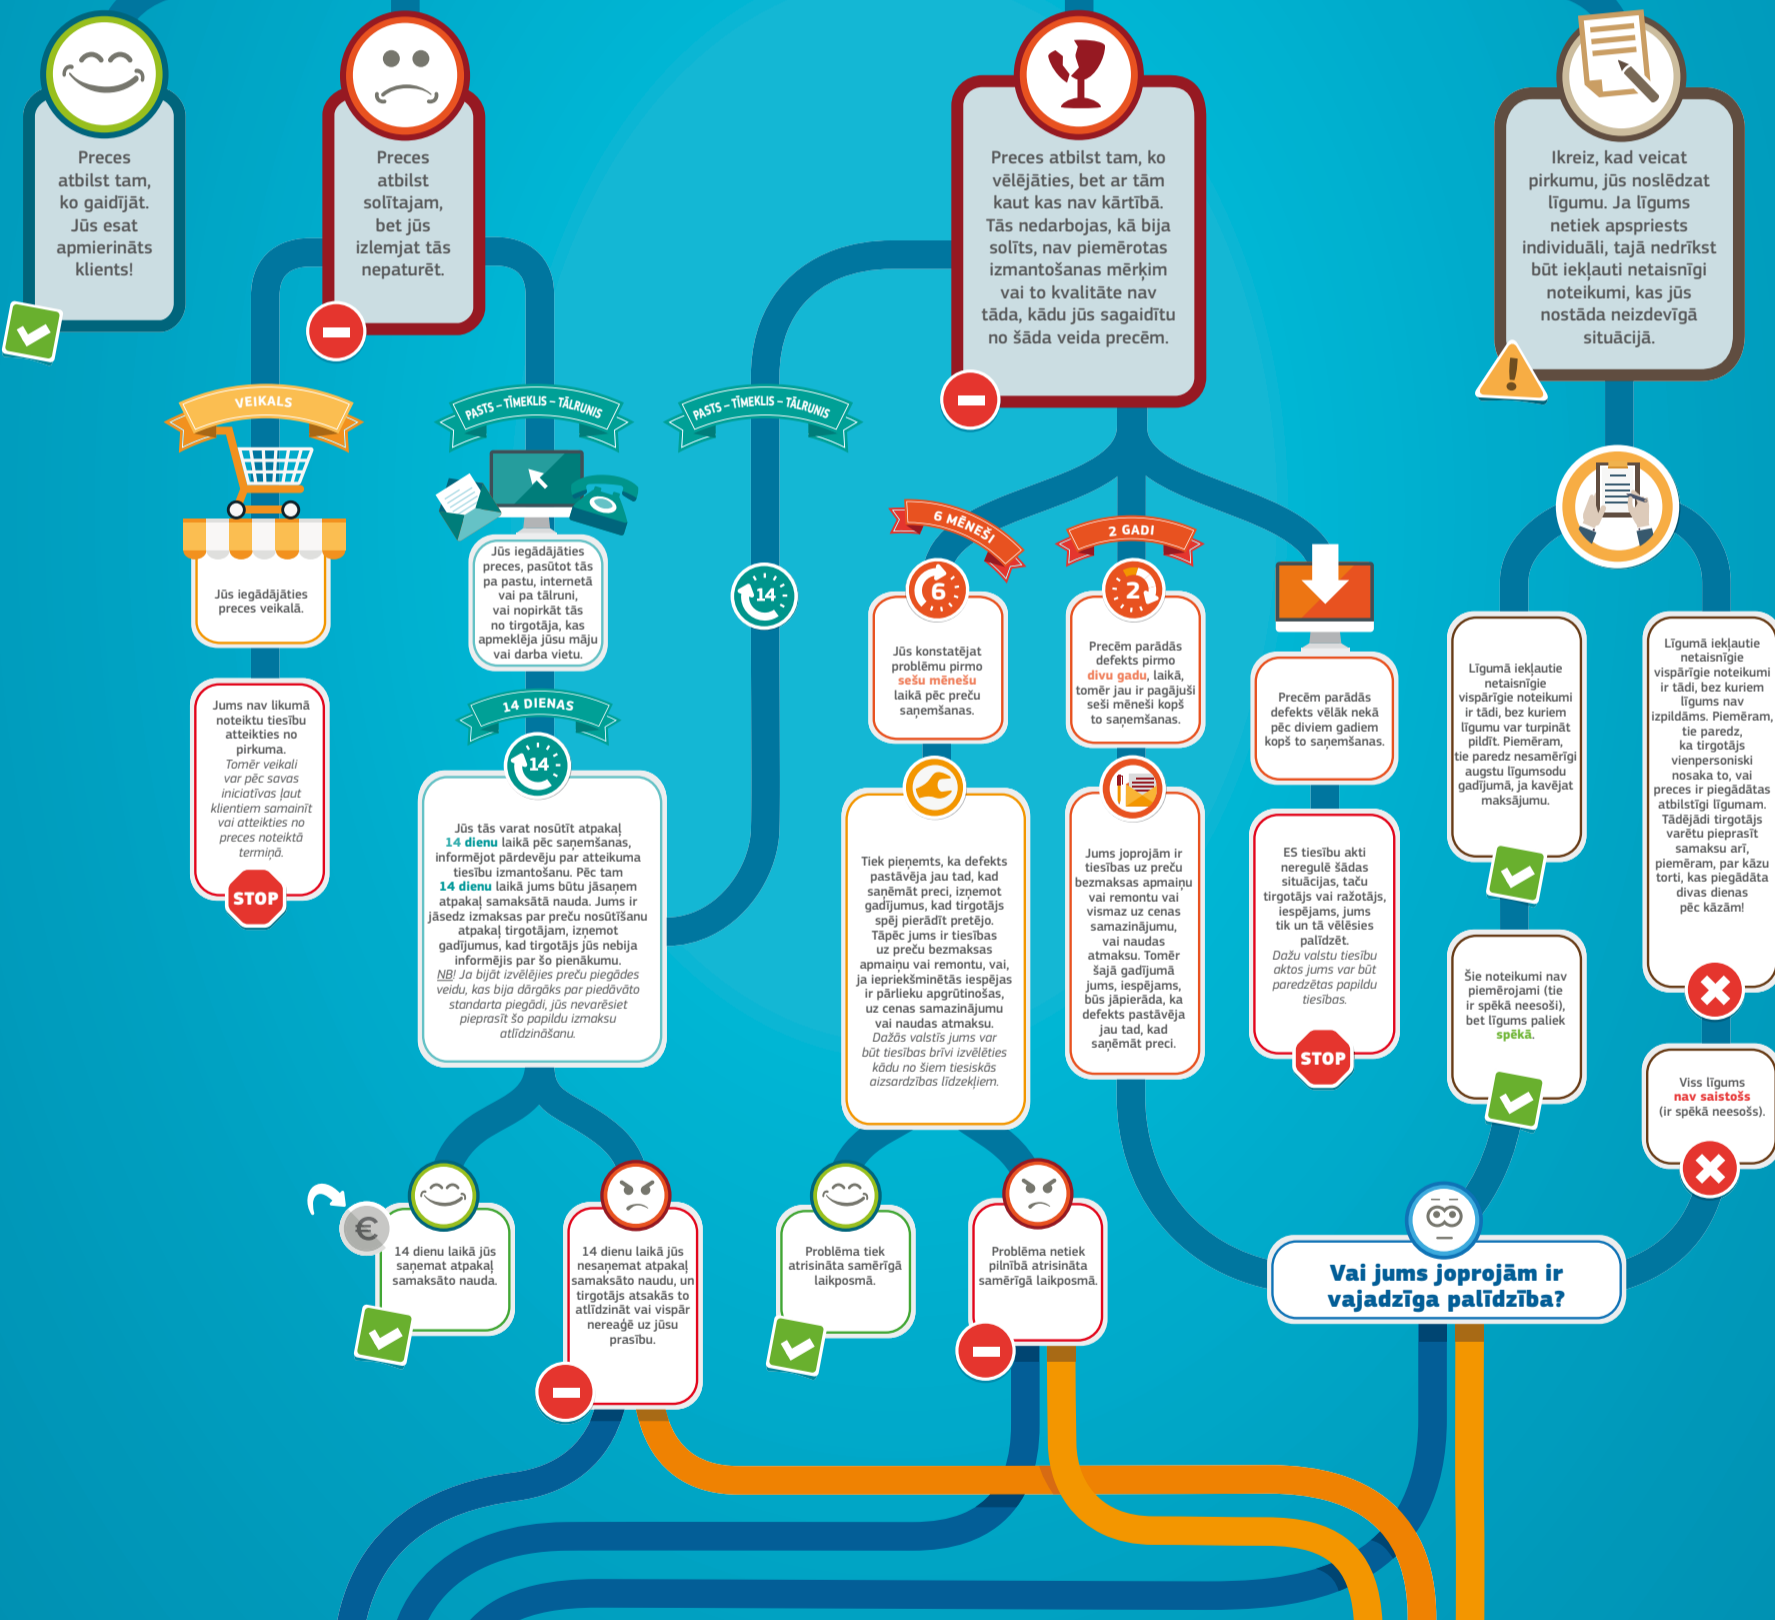 Preces
atbilst tam,
ko gaidījāt.
Jūs esat
apmierināts
klients!
Preces
atbilst
solītajam,
bet jūs
izlemjat tās
nepaturēt.
Preces atbilst tam, ko
vēlējāties, bet ar tām
kaut kas nav kārtībā.
Tās nedarbojas, kā bija
solīts, nav piemērotas
izmantošanas mērķim
vai to kvalitāte nav
tāda, kādu jūs sagaidītu
no šāda veida precēm.
Ikreiz, kad veicat
pirkumu, jūs noslēdzat
līgumu. Ja līgums
netiek apspriests
individuāli, tajā nedrīkst
būt iekļauti netaisnīgi
noteikumi, kas jūs
nostāda neizdevīgā
situācijā.
VEIKALS
Jūs iegādājāties
preces veikalā.
Jums nav likumā
noteiktu tiesību
atteikties no
pirkuma.
Tomēr veikali
var pēc savas
iniciatīvas ļaut
klientiem samainīt
vai atteikties no
preces noteiktā
termiņā.
STOP
PASTS – TĪMEKLIS – TĀLRUNIS
Jūs iegādājāties
preces, pasūtot tās
pa pastu, internetā
vai pa tālruni,
vai nopirkāt tās
no tirgotāja, kas
apmeklēja jūsu māju
vai darba vietu.
14 DIENAS
14
Jūs tās varat nosūtīt atpakaļ
14 dienu laikā pēc saņemšanas,
informējot pārdevēju par atteikuma
tiesību izmantošanu. Pēc tam
14 dienu laikā jums būtu jāsaņem
atpakaļ samaksātā nauda. Jums ir
jāsedz izmaksas par preču nosūtīšanu
atpakaļ tirgotājam, izņemot
gadījumus, kad tirgotājs jūs nebija
informējis par šo pienākumu.
NB! Ja bijāt izvēlējies preču piegādes
veidu, kas bija dārgāks par piedāvāto
standarta piegādi, jūs nevarēsiet
pieprasīt šo papildu izmaksu
atlīdzināšanu.
€
14 dienu laikā jūs
saņemat atpakaļ
samaksāto nauda.
14 dienu laikā jūs
nesaņemat atpakaļ
samaksāto naudu, un
tirgotājs atsakās to
atlīdzināt vai vispār
nereaģē uz jūsu
prasību.
PASTS – TĪMEKLIS – TĀLRUNIS
14
6 MĒNEŠI
6
Jūs konstatējat
problēmu pirmo
sešu mēnešu
laikā pēc preču
saņemšanas.
Tiek pieņemts, ka defekts
pastāvēja jau tad, kad
saņēmāt preci, izņemot
gadījumus, kad tirgotājs
spēj pierādīt pretējo.
Tāpēc jums ir tiesības
uz preču bezmaksas
apmaiņu vai remontu, vai,
ja iepriekšminētās iespējas
ir pārlieku apgrūtinošas,
uz cenas samazinājumu
vai naudas atmaksu.
Dažās valstīs jums var
būt tiesības brīvi izvēlēties
kādu no šiem tiesiskās
aizsardzības līdzekļiem.
Problēma tiek
atrisināta samērīgā
laikposmā.
Problēma netiek
pilnībā atrisināta
samērīgā laikposmā.
2 GADI
2
Precēm parādās
defekts pirmo
divu gadu, laikā,
tomēr jau ir pagājuši
seši mēneši kopš
to saņemšanas.
Jums joprojām ir
tiesības uz preču
bezmaksas apmaiņu
vai remontu vai
vismaz uz cenas
samazinājumu,
vai naudas
atmaksu. Tomēr
šajā gadījumā
jums, iespējams,
būs jāpierāda, ka
defekts pastāvēja
jau tad, kad
saņēmāt preci.
Precēm parādās
defekts vēlāk nekā
pēc diviem gadiem
kopš to saņemšanas.
ES tiesību akti
neregulē šādas
situācijas, taču
tirgotājs vai ražotājs,
iespējams, jums
tik un tā vēlēsies
palīdzēt.
Dažu valstu tiesību
aktos jums var būt
paredzētas papildu
tiesības.
STOP
Līgumā iekļautie
netaisnīgie
vispārīgie noteikumi
ir tādi, bez kuriem
līgumu var turpināt
pildīt. Piemēram,
tie paredz nesamērīgi
augstu līgumsodu
gadījumā, ja kavējat
maksājumu.
Šie noteikumi nav
piemērojami (tie
ir spēkā neesoši),
bet līgums paliek
spēkā.
Līgumā iekļautie
netaisnīgie
vispārīgie noteikumi
ir tādi, bez kuriem
līgums nav
izpildāms. Piemēram,
tie paredz,
ka tirgotājs
vienpersoniski
nosaka to, vai
preces ir piegādātas
atbilstīgi līgumam.
Tādējādi tirgotājs
varētu pieprasīt
samaksu arī,
piemēram, par kāzu
torti, kas piegādāta
divas dienas
pēc kāzām!
Viss līgums
nav saistošs
(ir spēkā neesošs).
Vai jums joprojām ir
vajadzīga palīdzība?